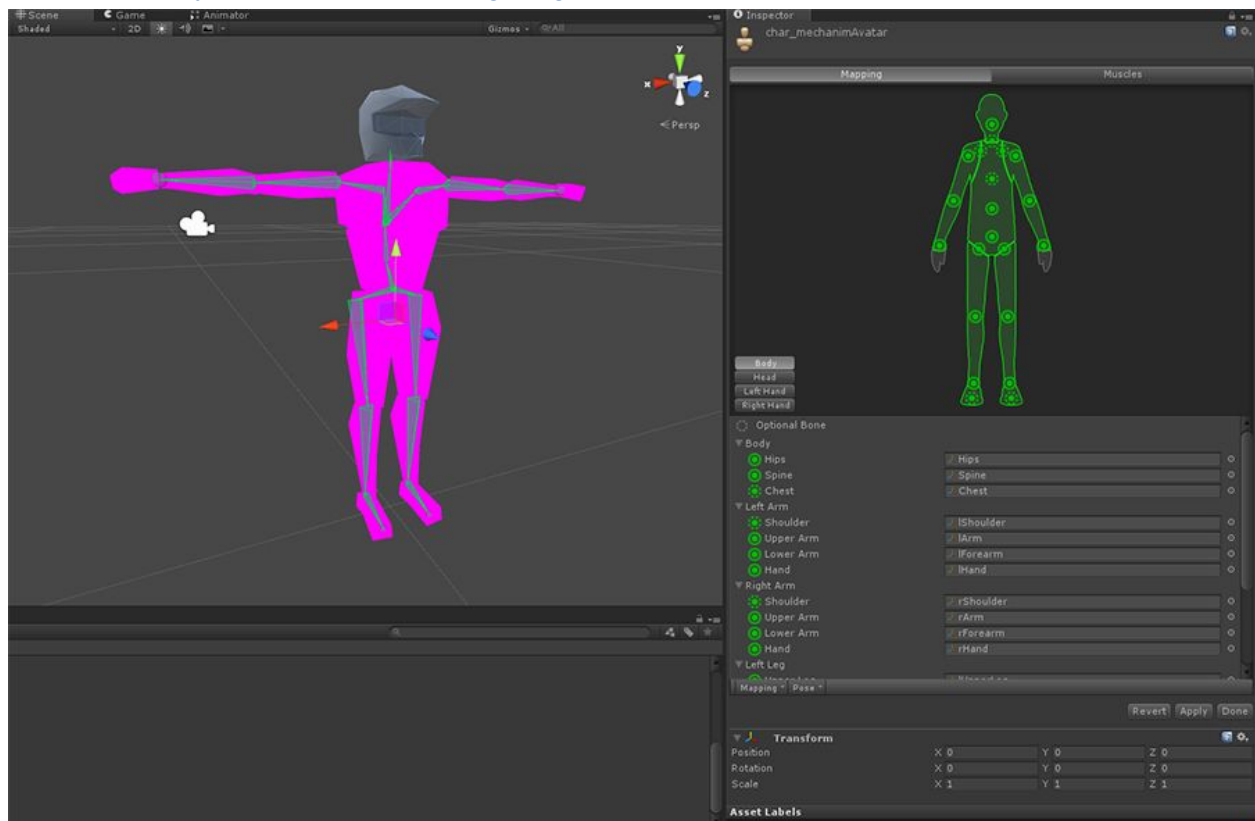 Scene Game Animator
Shaded 2D Gizmos All
y
x
z
Persp
Inspector
char_mechanimAvatar
Mapping Muscles
Body
Head
Left Hand
Right Hand
Optional Bone
Body
Hips Hips
Spine Spine
Chest Chest
Left Arm
Shoulder lShoulder
Upper Arm lArm
Lower Arm lForearm
Hand lHand
Right Arm
Shoulder rShoulder
Upper Arm rArm
Lower Arm rForearm
Hand rHand
Left Leg
Mapping Pose
Revert Apply Done
Transform
Position X 0 Y 0 Z 0
Rotation X 0 Y 0 Z 0
Scale X 1 Y 1 Z 1
Asset Labels